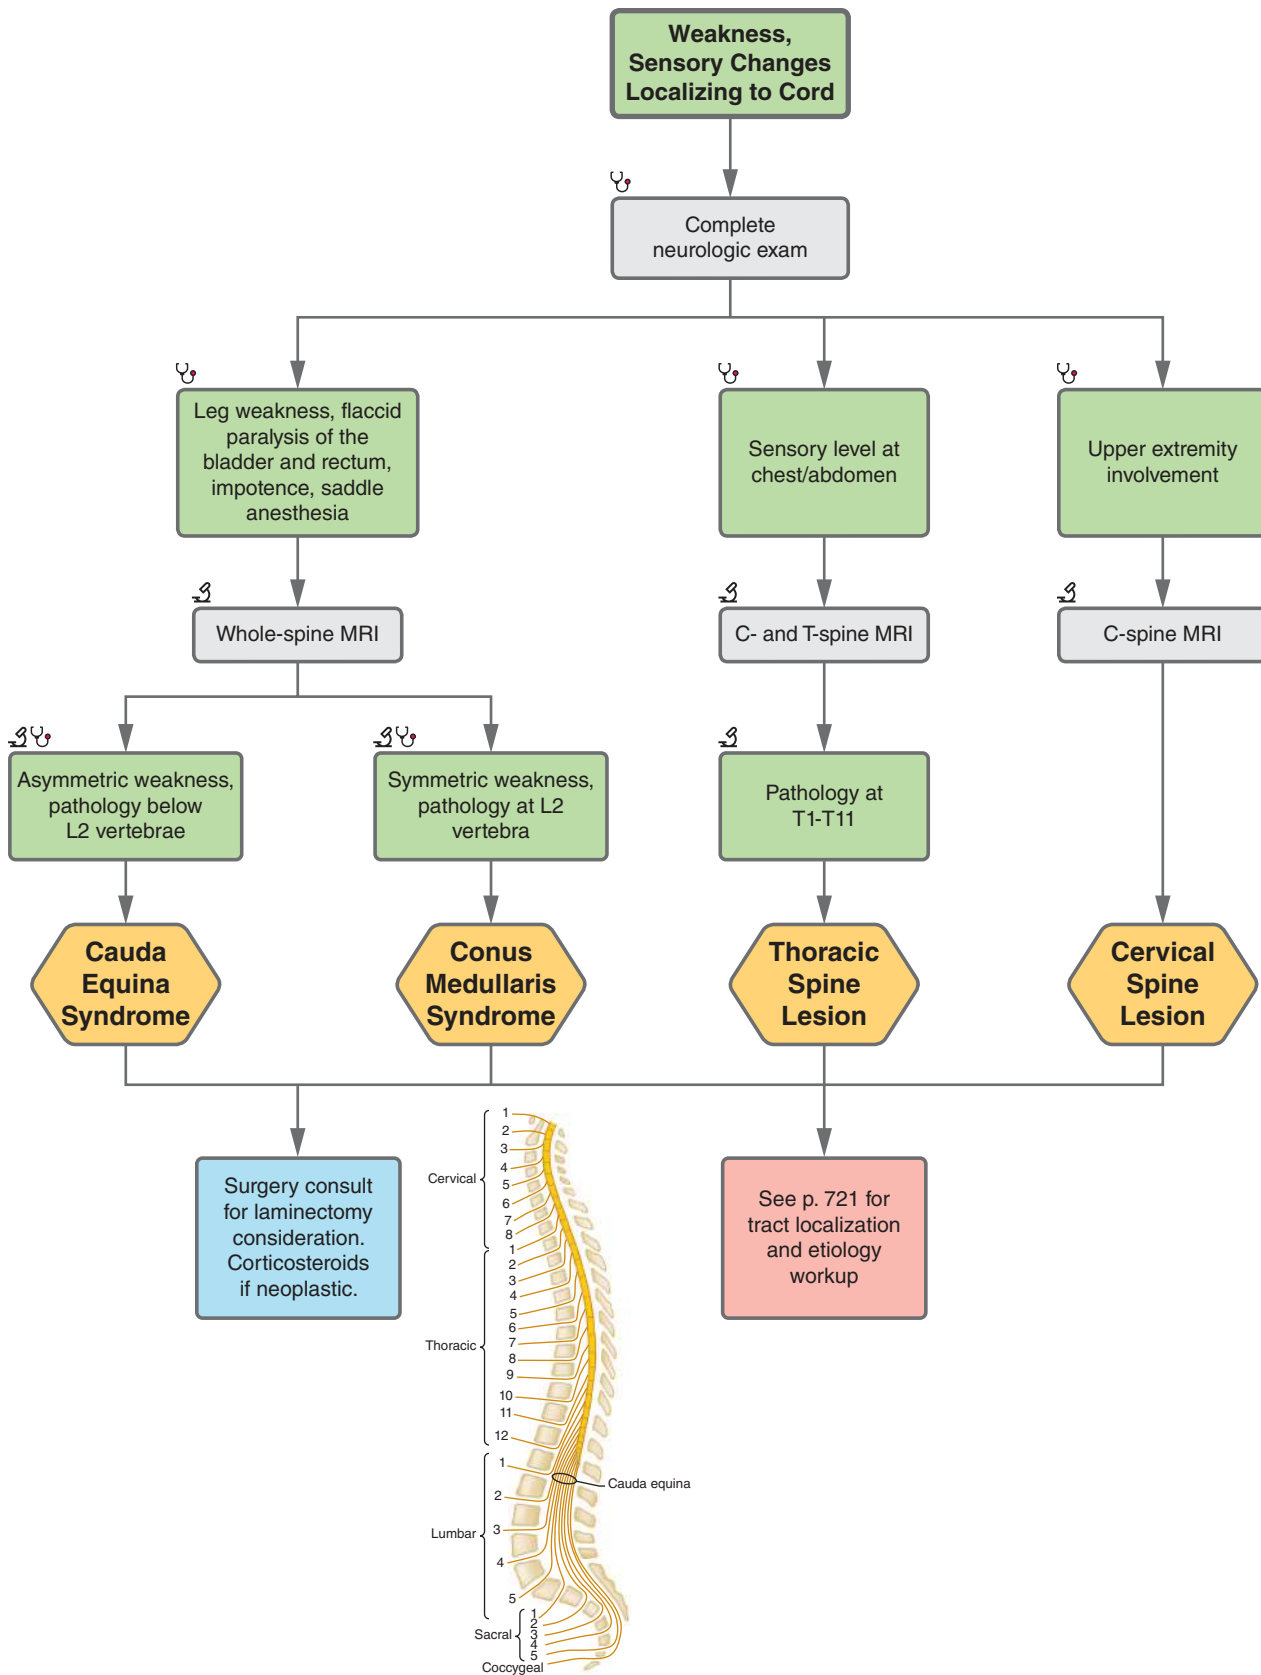 Weakness,
Sensory Changes
Localizing to Cord
Complete
neurologic exam
Leg weakness, flaccid
paralysis of the
bladder and rectum,
impotence, saddle
anesthesia
Sensory level at
chest/abdomen
Upper extremity
involvement
Whole-spine MRI
C- and T-spine MRI
C-spine MRI
Asymmetric weakness,
pathology below
L2 vertebrae
Symmetric weakness,
pathology at L2
vertebra
Pathology at
T1-T11
Cauda
Equina
Syndrome
Conus
Medullaris
Syndrome
Thoracic
Spine
Lesion
Cervical
Spine
Lesion
Surgery consult
for laminectomy
consideration.
Corticosteroids
if neoplastic.
Cervical
1
2
3
4
5
6
7
8
Thoracic
1
2
3
4
5
6
7
8
9
10
11
12
Lumbar
1
2
3
4
5
Cauda equina
Sacral
1
2
3
4
5
Coccygeal
See p. 721 for
tract localization
and etiology
workup